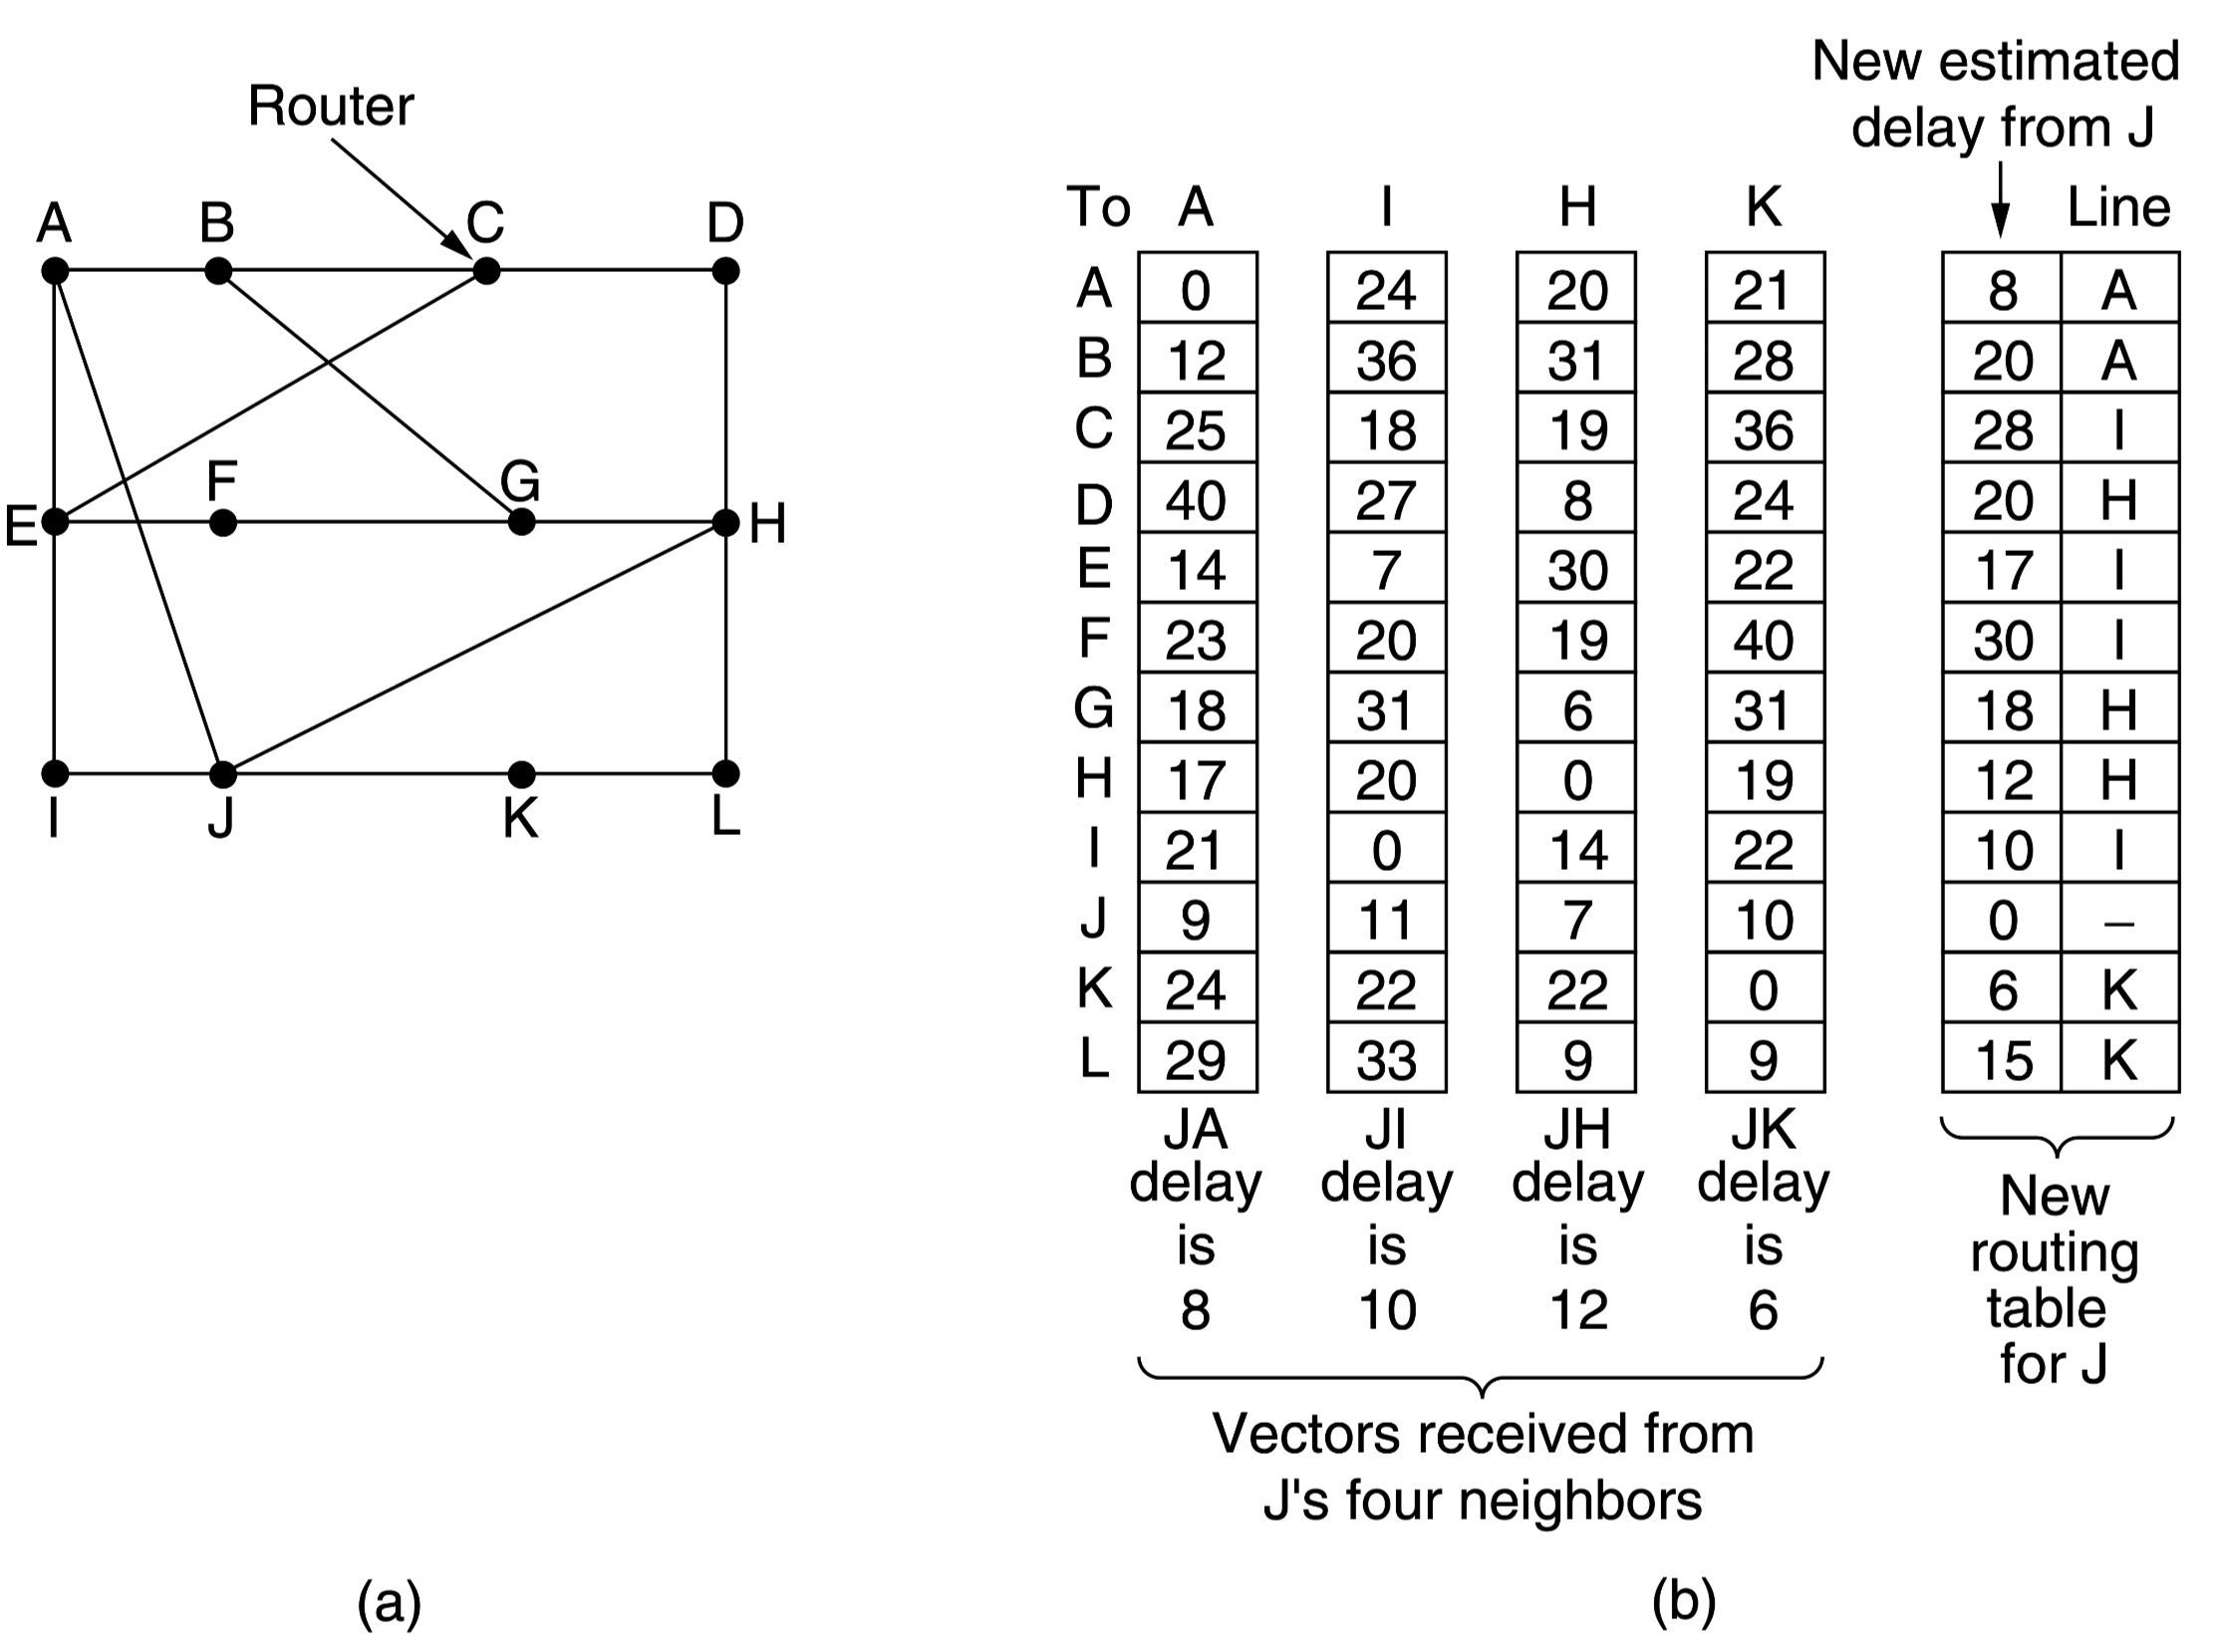 Router
A B C D
E F G H
I J K L
(a)
New estimated
delay from J
To A I H K Line
A 0 24 20 21 8 A
B 12 36 31 28 20 A
C 25 18 19 36 28 I
D 40 27 8 24 20 H
E 14 7 30 22 17 I
F 23 20 19 40 30 I
G 18 31 6 31 18 H
H 17 20 0 19 12 H
I 21 0 14 22 10 I
J 9 11 7 10 0 –
K 24 22 22 0 6 K
L 29 33 9 9 15 K
JA JI JH JK
delay delay delay delay
is is is is
8 10 12 6
New
routing
table
for J
Vectors received from
J's four neighbors
(b)